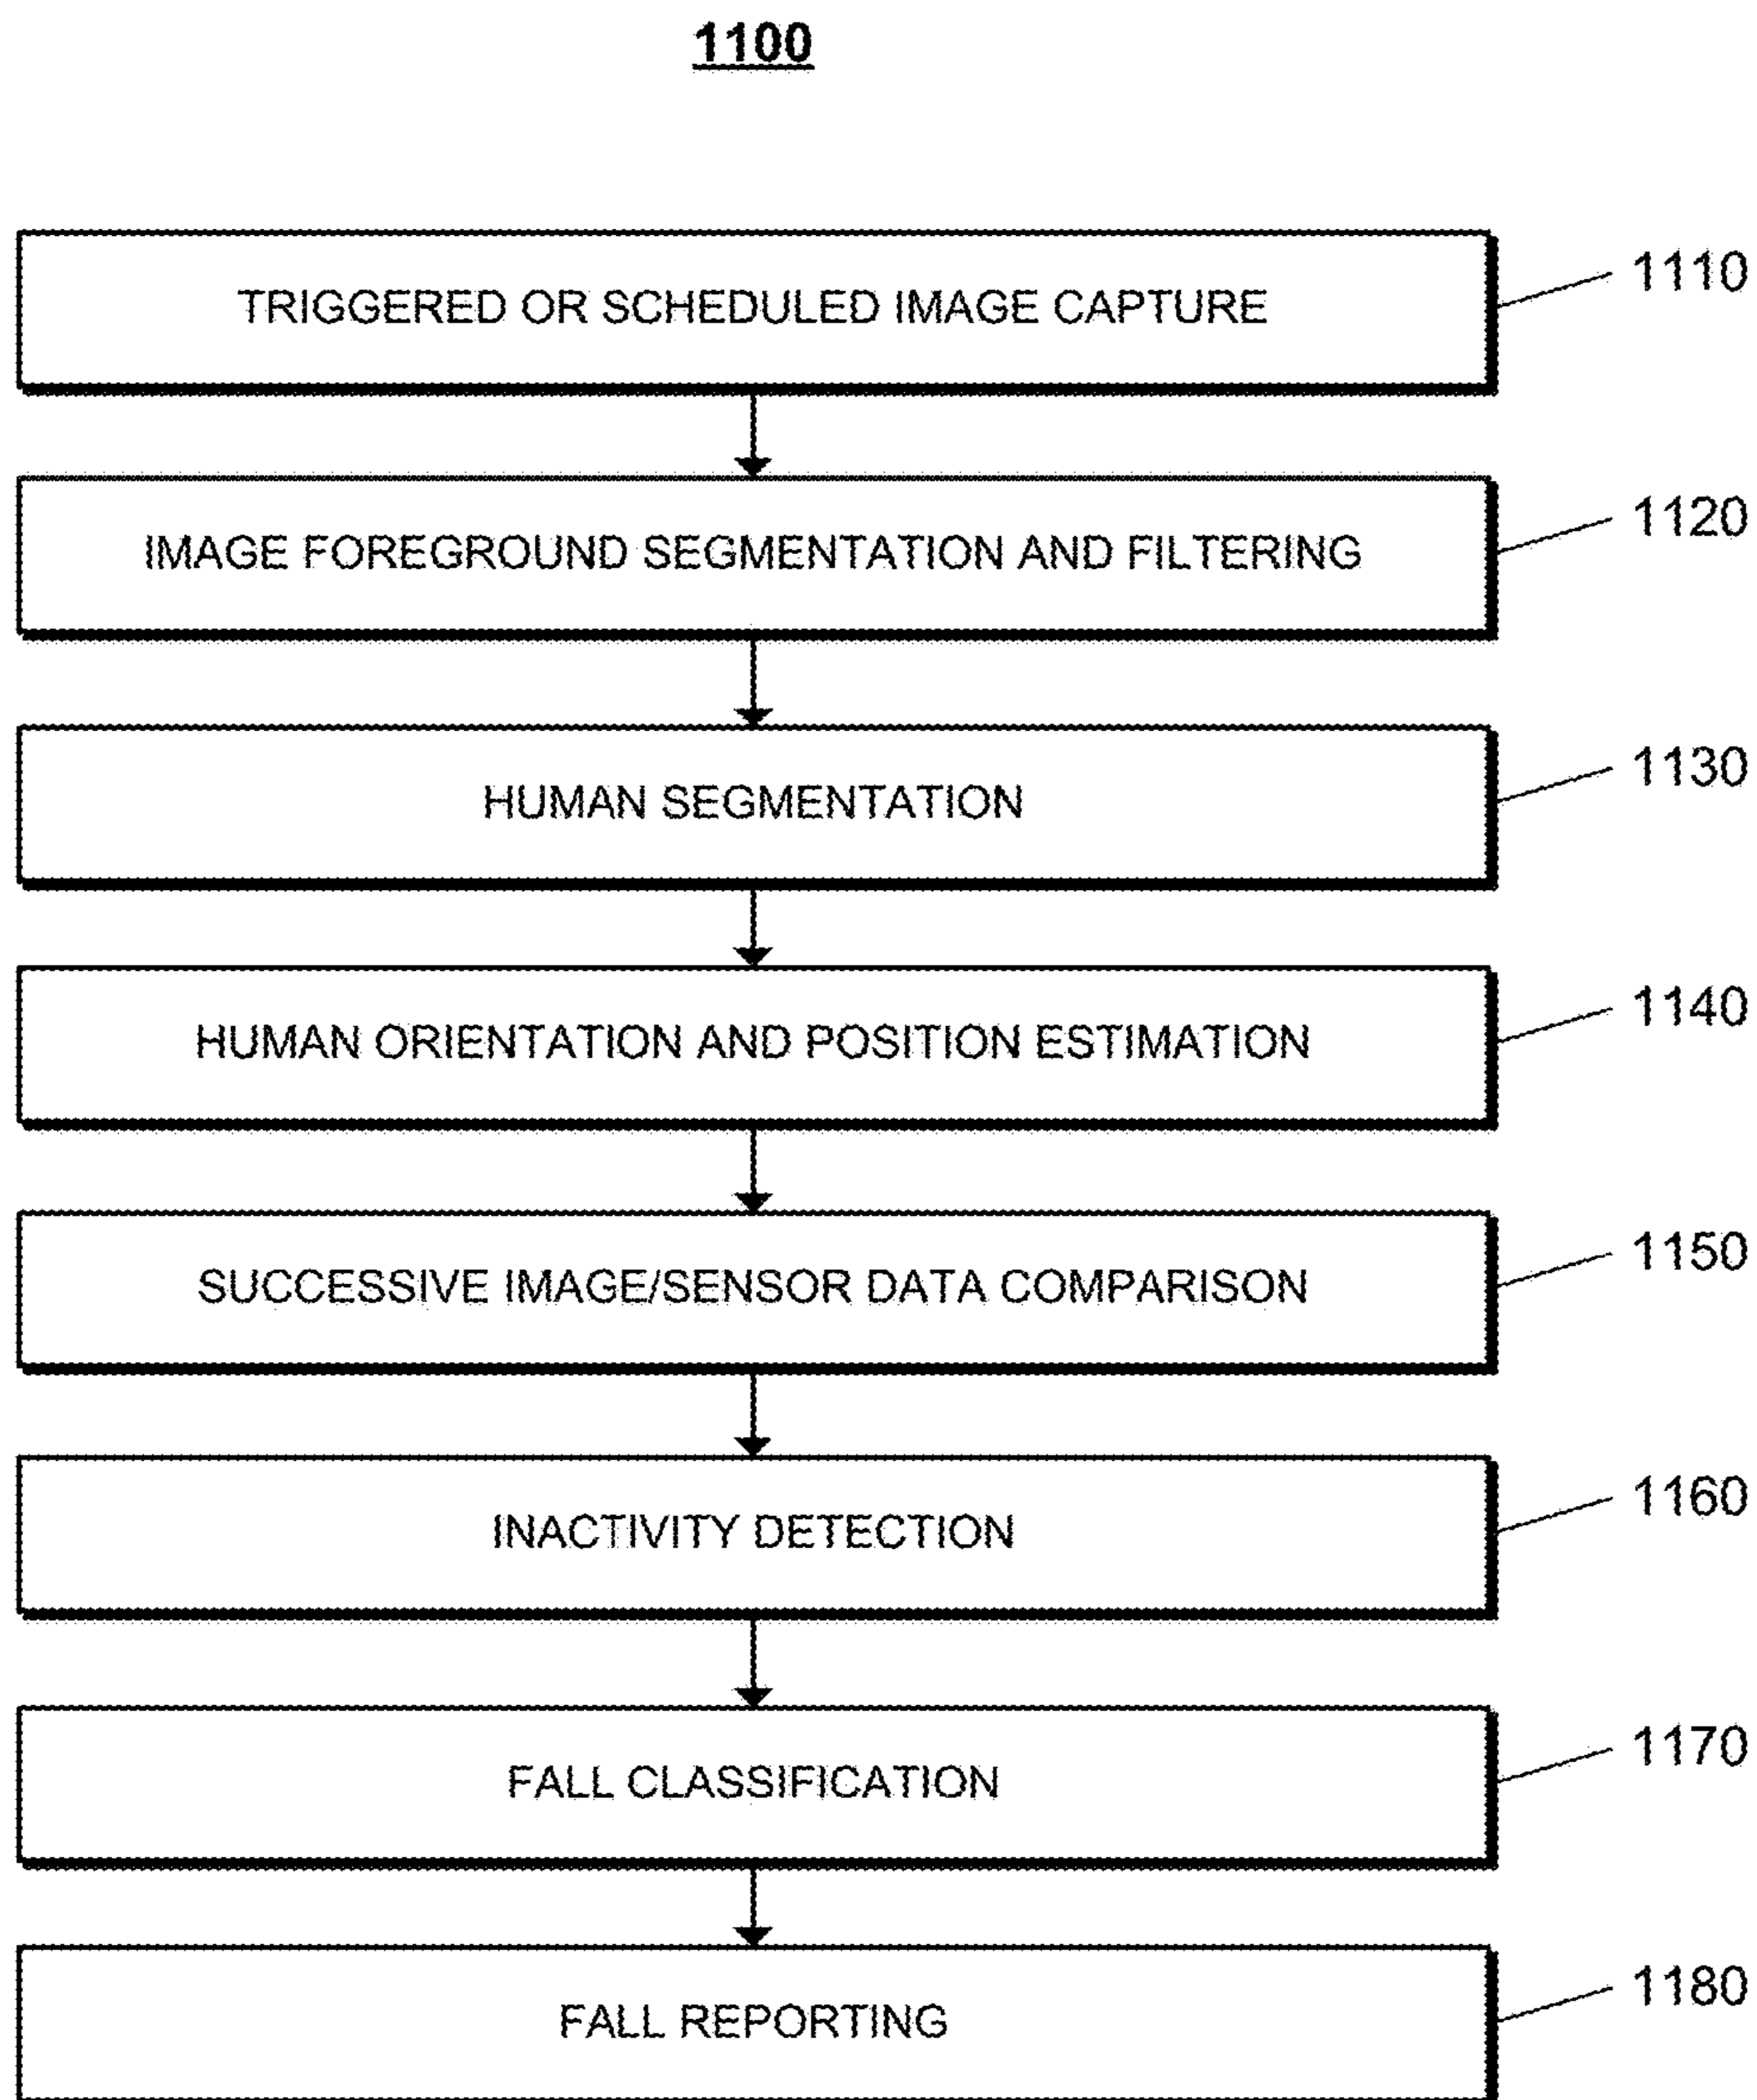 1100
TRIGGERED OR SCHEDULED IMAGE CAPTURE
1110
IMAGE FOREGROUND SEGMENTATION AND FILTERING
1120
HUMAN SEGMENTATION
1130
HUMAN ORIENTATION AND POSITION ESTIMATION
1140
SUCCESSIVE IMAGE/SENSOR DATA COMPARISON
1150
INACTIVITY DETECTION
1160
FALL CLASSIFICATION
1170
FALL REPORTING
1180